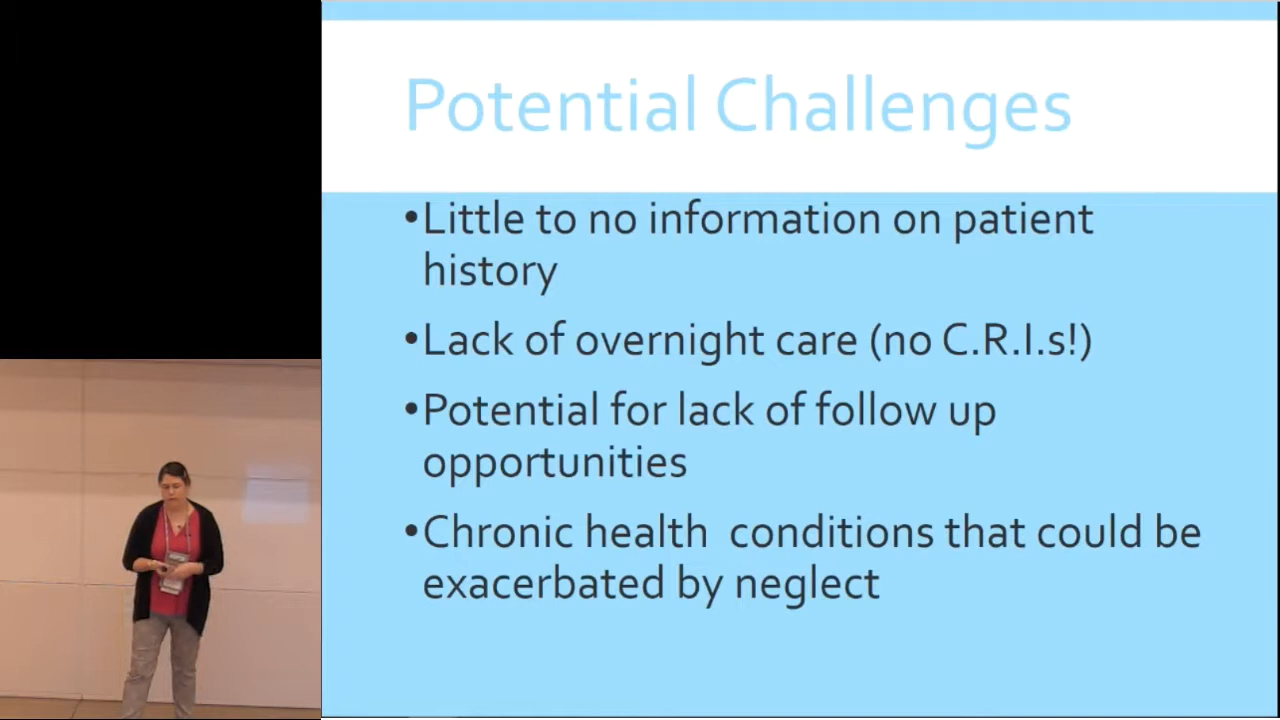 Potential Challenges
•Little to no information on patient
history
•Lack of overnight care (no C.R.I.s!)
•Potential for lack of follow up
opportunities
•Chronic health  conditions that could be
exacerbated by neglect